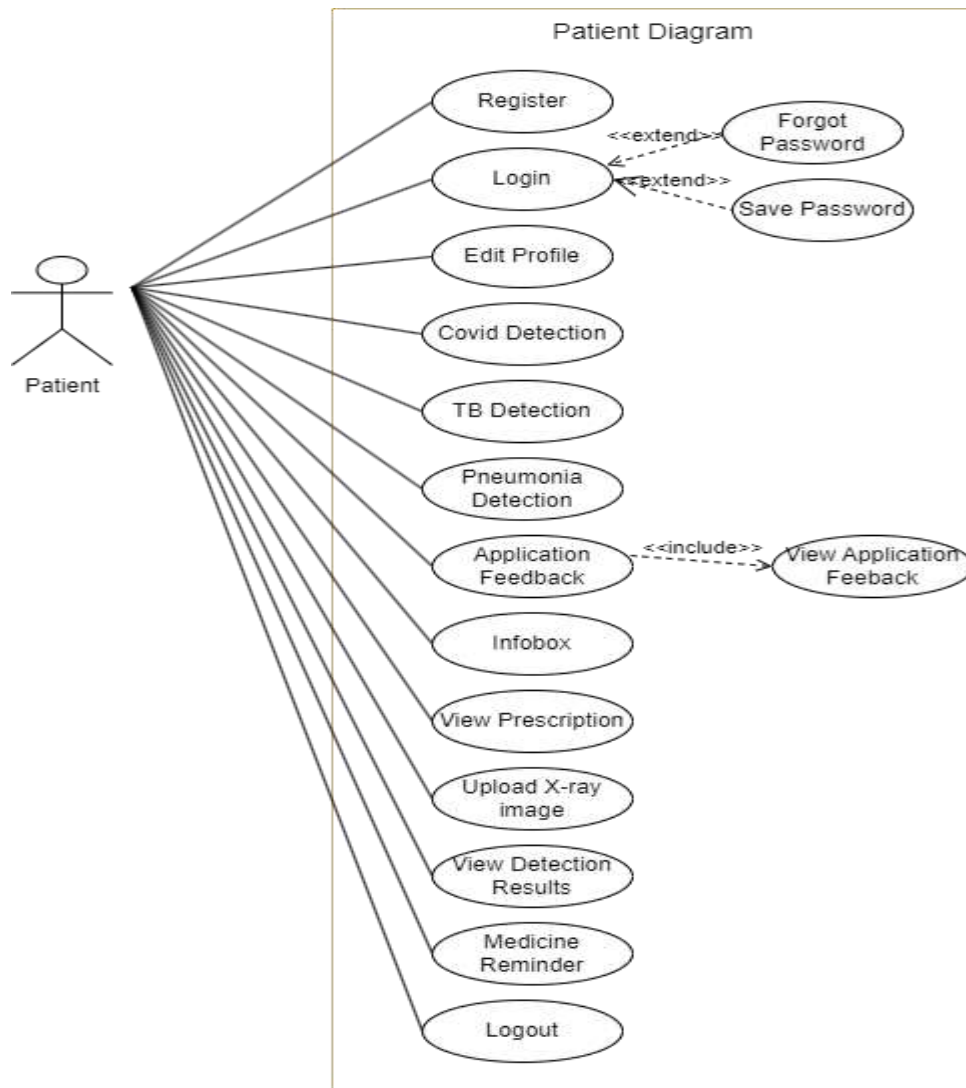 Patient Diagram
Register
Forgot
Password
<<extend>>
Login
<<extend>>
Save Password
Edit Profile
Covid Detection
Patient
TB Detection
Pneumonia
Detection
Application
Feedback
<<include>>
View Application
Feeback
Infobox
View Prescription
Upload X-ray
image
View Detection
Results
Medicine
Reminder
Logout